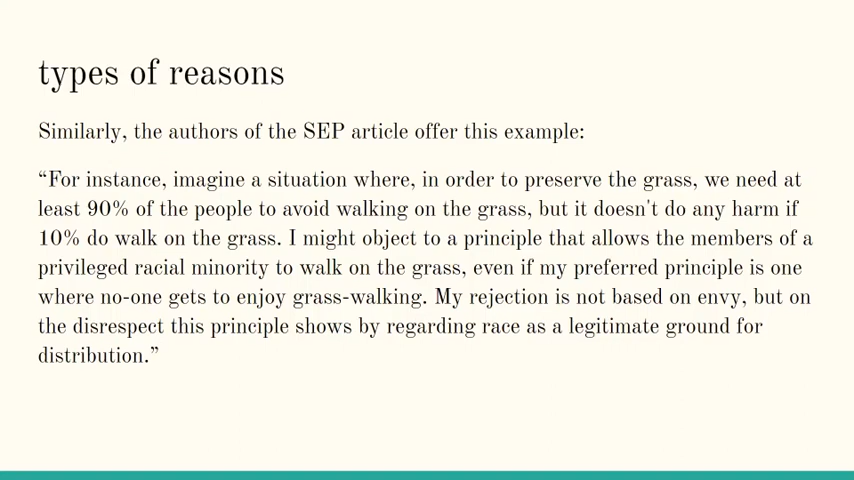 types of reasons
Similarly, the authors of the SEP article offer this example:
“For instance, imagine a situation where, in order to preserve the grass, we need at
least 90% of the people to avoid walking on the grass, but it doesn't do any harm if
10% do walk on the grass. I might object to a principle that allows the members of a
privileged racial minority to walk on the grass, even if my preferred principle is one
where no-one gets to enjoy grass-walking. My rejection is not based on envy, but on
the disrespect this principle shows by regarding race as a legitimate ground for
distribution.”